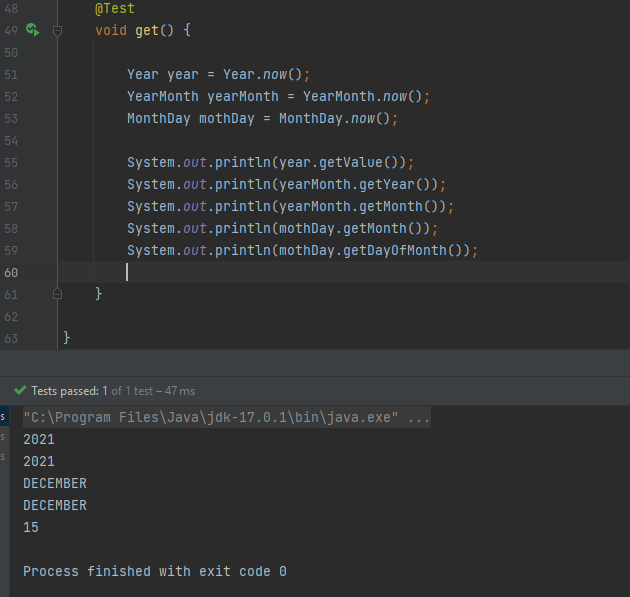 48 @Test
49 void get() {
50
51 Year year = Year.now();
52 YearMonth yearMonth = YearMonth.now();
53 MonthDay mothDay = MonthDay.now();
54
55 System.out.println(year.getValue());
56 System.out.println(yearMonth.getYear());
57 System.out.println(yearMonth.getMonth());
58 System.out.println(mothDay.getMonth());
59 System.out.println(mothDay.getDayOfMonth());
60
61 }
62
63 }
Tests passed: 1 of 1 test – 47 ms
s "C:\Program Files\Java\jdk-17.0.1\bin\java.exe" ...
s 2021
s 2021
DECEMBER
DECEMBER
15
Process finished with exit code 0